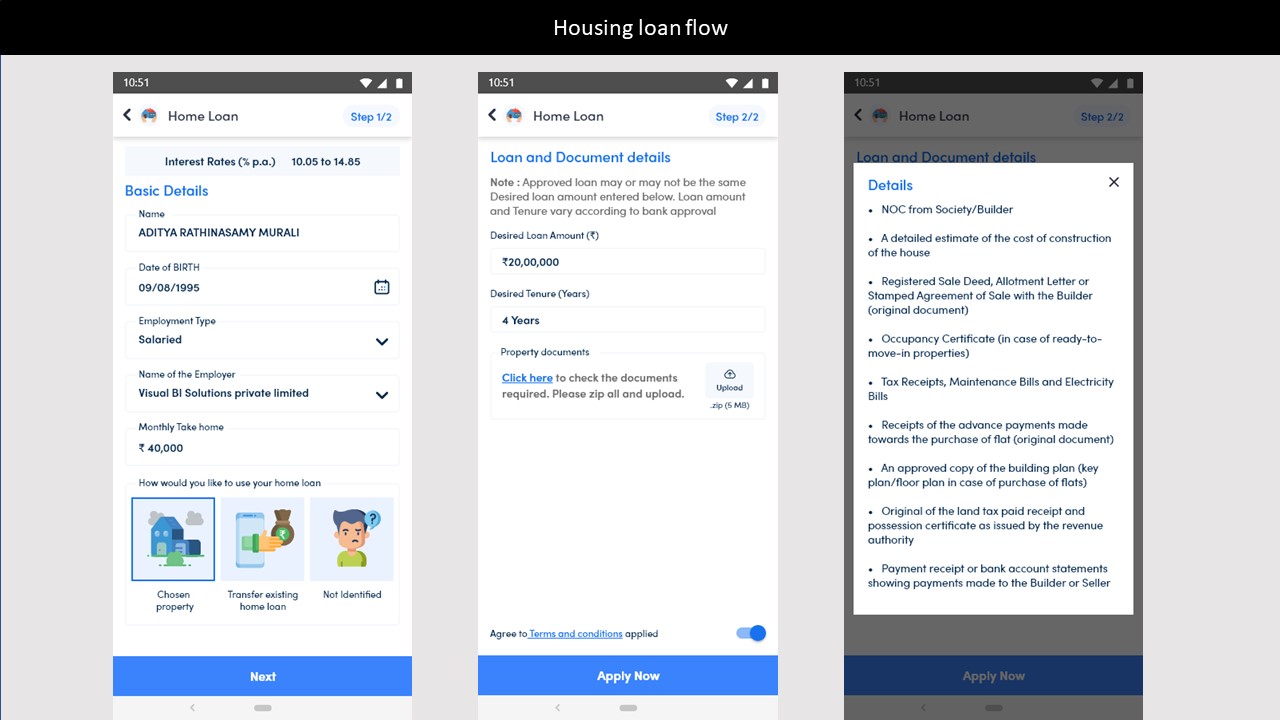 Housing loan flow
10:51
Home Loan
Step 1/2
Interest Rates (% p.a.) 10.05 to 14.85
Basic Details
Name
ADITYA RATHINASAMY MURALI
Date of BIRTH
09/08/1995
Employment Type
Salaried
Name of the Employer
Visual BI Solutions private limited
Monthly Take home
₹ 40,000
How would you like to use your home loan
Chosen
property
Transfer existing
home loan
Not Identified
?
₹
Next
10:51
Home Loan
Step 2/2
Loan and Document details
Note : Approved loan may or may not be the same
Desired loan amount entered below. Loan amount
and Tenure vary according to bank approval
Desired Loan Amount (₹)
₹20,00,000
Desired Tenure (Years)
4 Years
Property documents
Click here to check the documents
required. Please zip all and upload.
Upload
.zip (5 MB)
Agree to Terms and conditions applied
Apply Now
10:51
Home Loan
Step 2/2
Loan and Document details
Details
• NOC from Society/Builder
• A detailed estimate of the cost of construction
of the house
• Registered Sale Deed, Allotment Letter or
Stamped Agreement of Sale with the Builder
(original document)
• Occupancy Certificate (in case of ready-to-
move-in properties)
• Tax Receipts, Maintenance Bills and Electricity
Bills
• Receipts of the advance payments made
towards the purchase of flat (original document)
• An approved copy of the building plan (key
plan/floor plan in case of purchase of flats)
• Original of the land tax paid receipt and
possession certificate as issued by the revenue
authority
• Payment receipt or bank account statements
showing payments made to the Builder or Seller
Apply Now